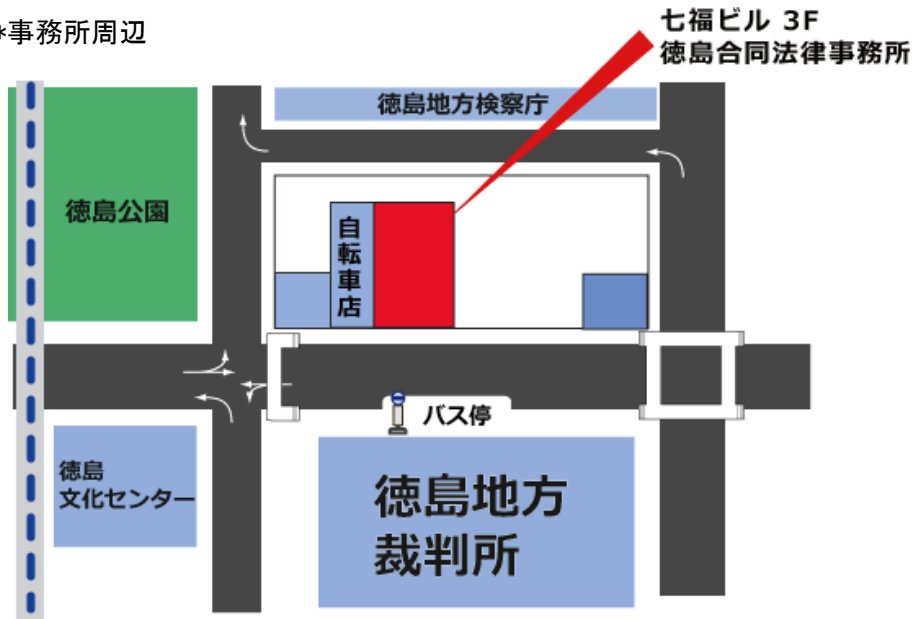 *事務所周辺
七福ビル 3F
徳島合同法律事務所
徳島地方検察庁
徳島公園
自転車店
バス停
徳島
文化センター
徳島地方
裁判所